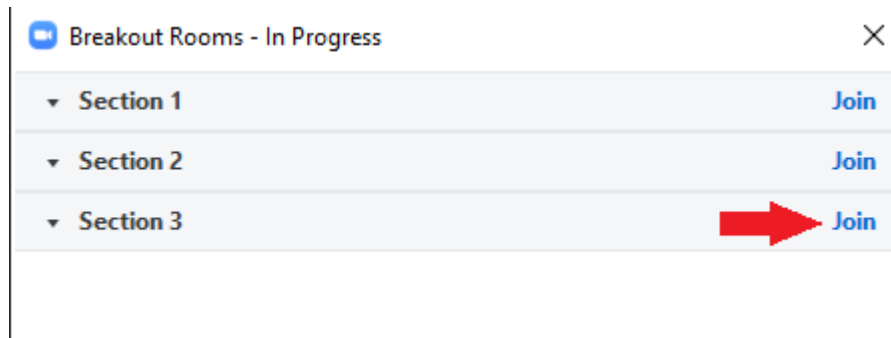 Breakout Rooms - In Progress
Section 1 Join
Section 2 Join
Section 3 Join